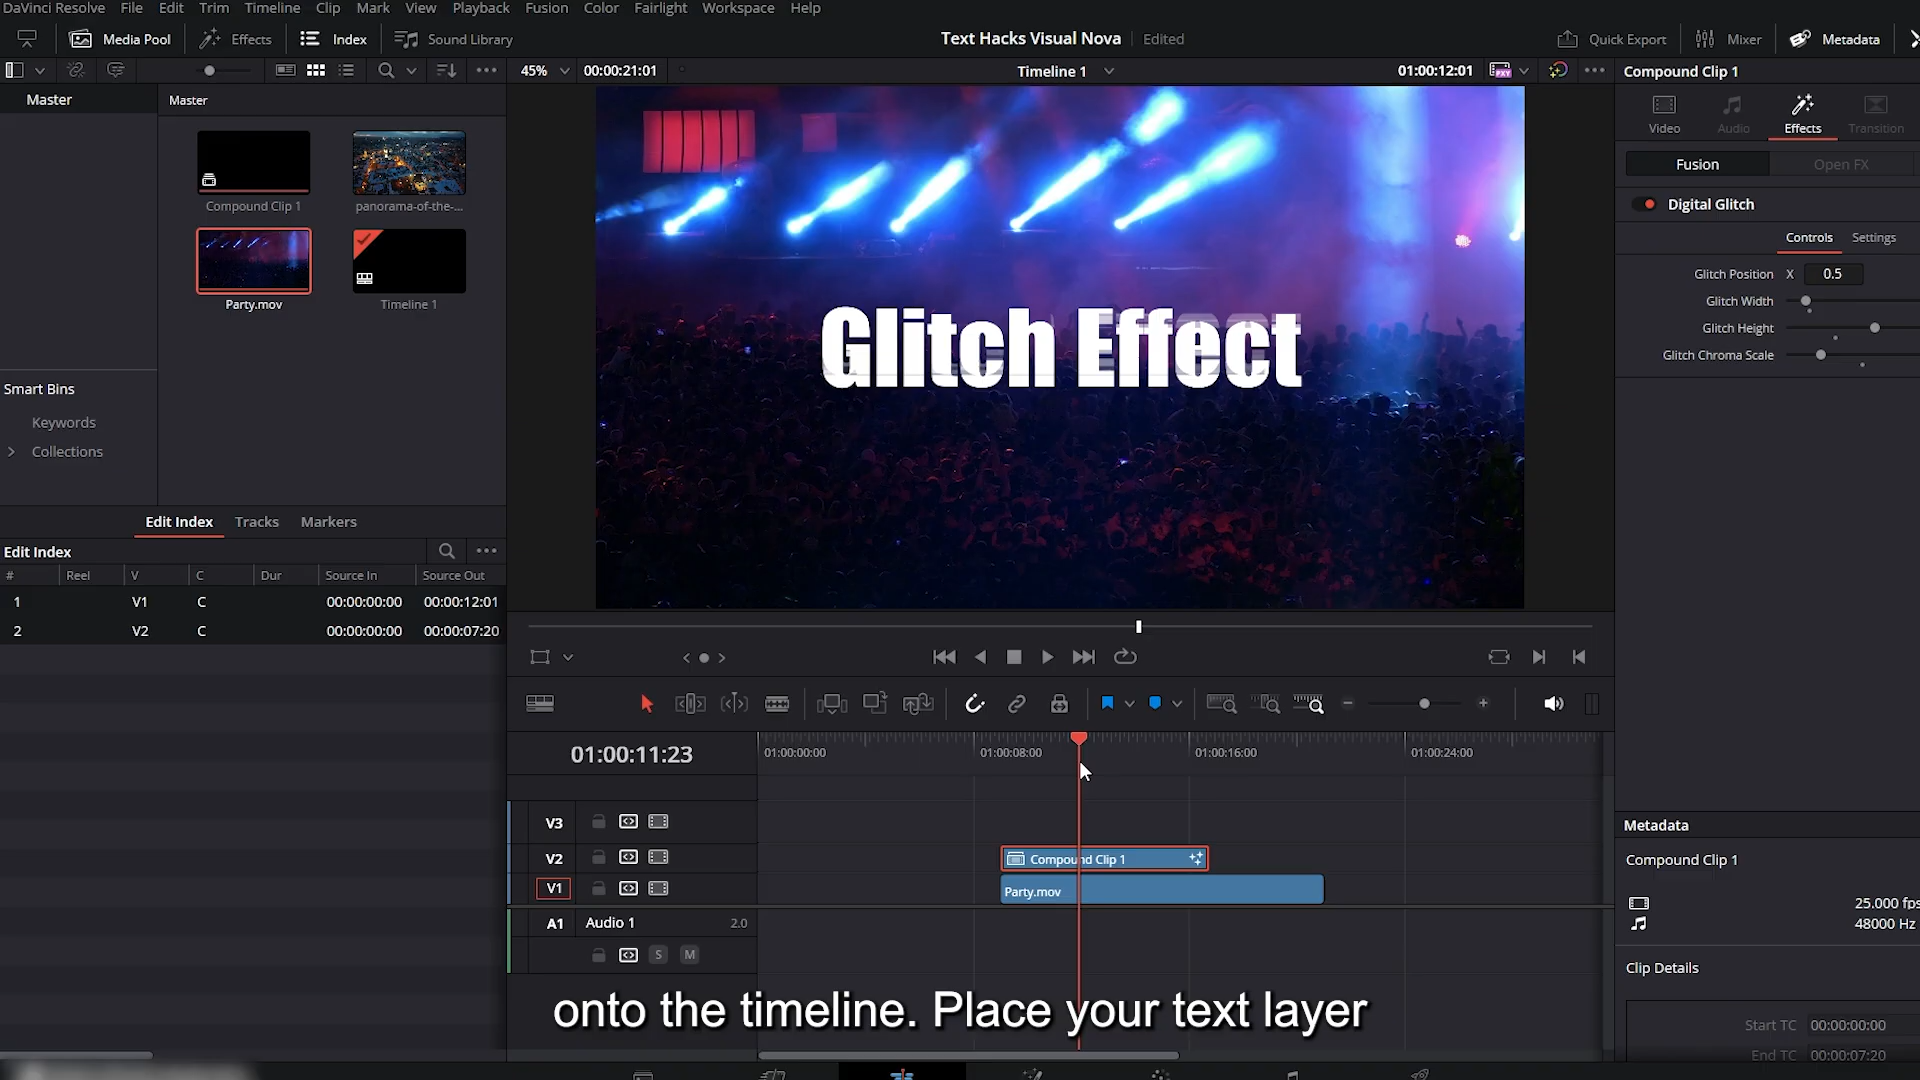 DaVinci Resolve File Edit Trim Timeline Clip Mark View Playback Fusion Color Fairlight Workspace Help
Media Pool Effects Index Sound Library Text Hacks Visual Nova Edited Quick Export Mixer Metadata
45% 00:00:21:01 Timeline 1 01:00:12:01 PXY Compound Clip 1
Master Master
Video Audio Effects Transition
Fusion Open FX
Compound Clip 1 panorama-of-the-...
Digital Glitch
Controls Settings
Glitch Position X 0.5
Party.mov Timeline 1
Glitch Width
Glitch Height
Glitch Effect
Glitch Chroma Scale
Smart Bins
Keywords
Collections
Edit Index Tracks Markers
Edit Index
# Reel V C Dur Source In Source Out
1 V1 C 00:00:00:00 00:00:12:01
2 V2 C 00:00:00:00 00:00:07:20
01:00:11:23 01:00:00:00 01:00:08:00 01:00:16:00 01:00:24:00
V3
Metadata
V2 Compound Clip 1
Compound Clip 1
V1 Party.mov
25.000 fps
A1 Audio 1 2.0
48000 Hz
S M
Clip Details
onto the timeline. Place your text layer
Start TC 00:00:00:00
End TC 00:00:07:20